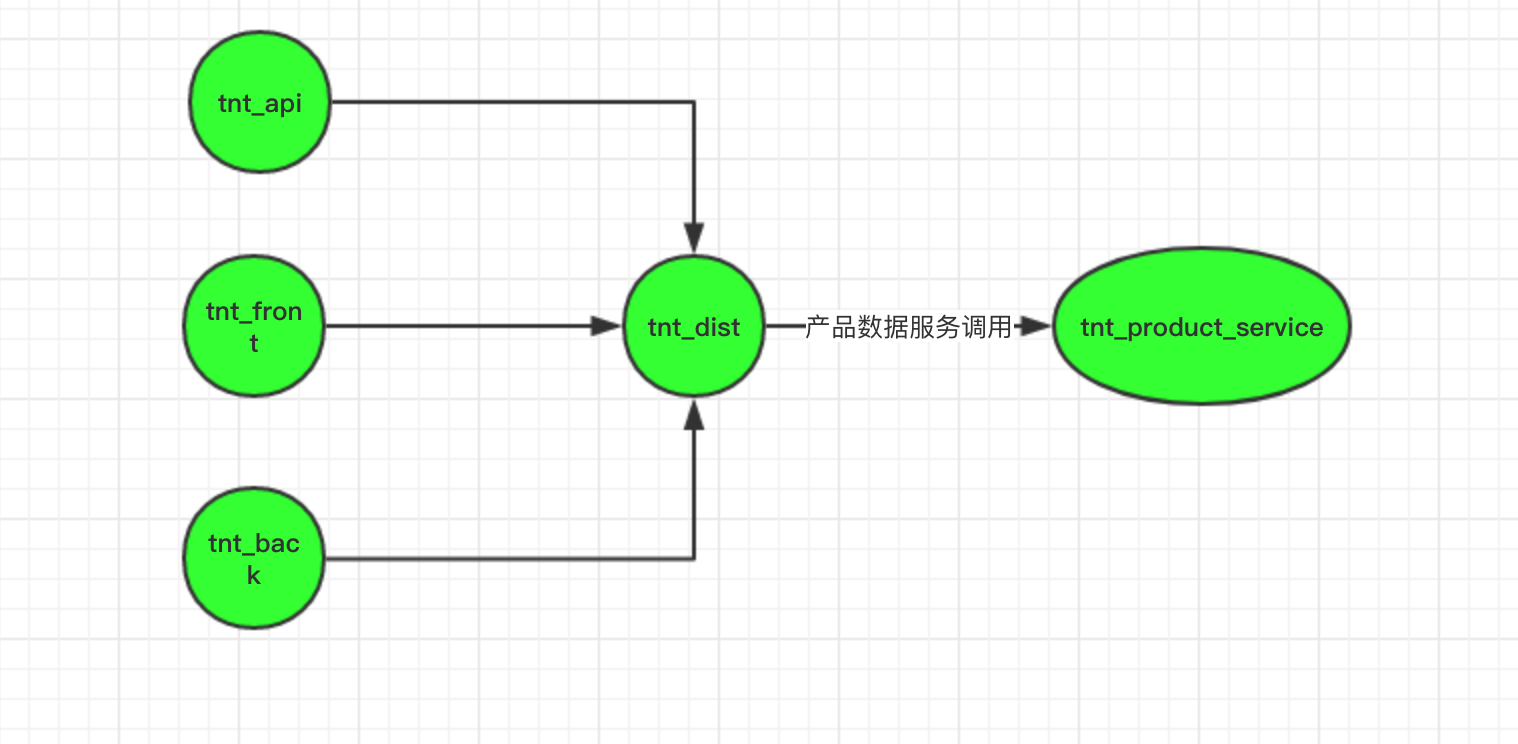 tnt_api
tnt_fron
t
tnt_dist
产品数据服务调用
tnt_product_service
tnt_bac
k